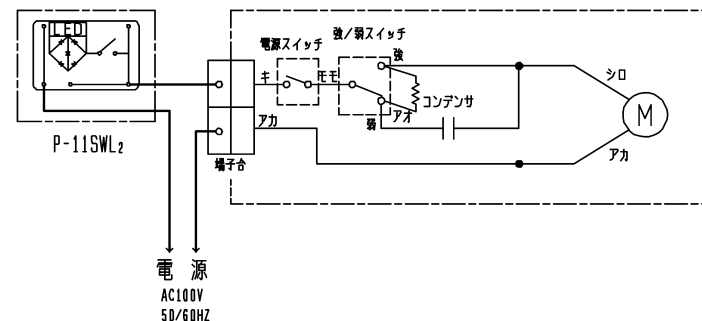 LED
P-11SWL₂
電源スイッチ
強/弱スイッチ
強
キ
モモ
コンデンサ
アオ
弱
アカ
端子台
シロ
M
アカ
電源
AC100V
50/60HZ